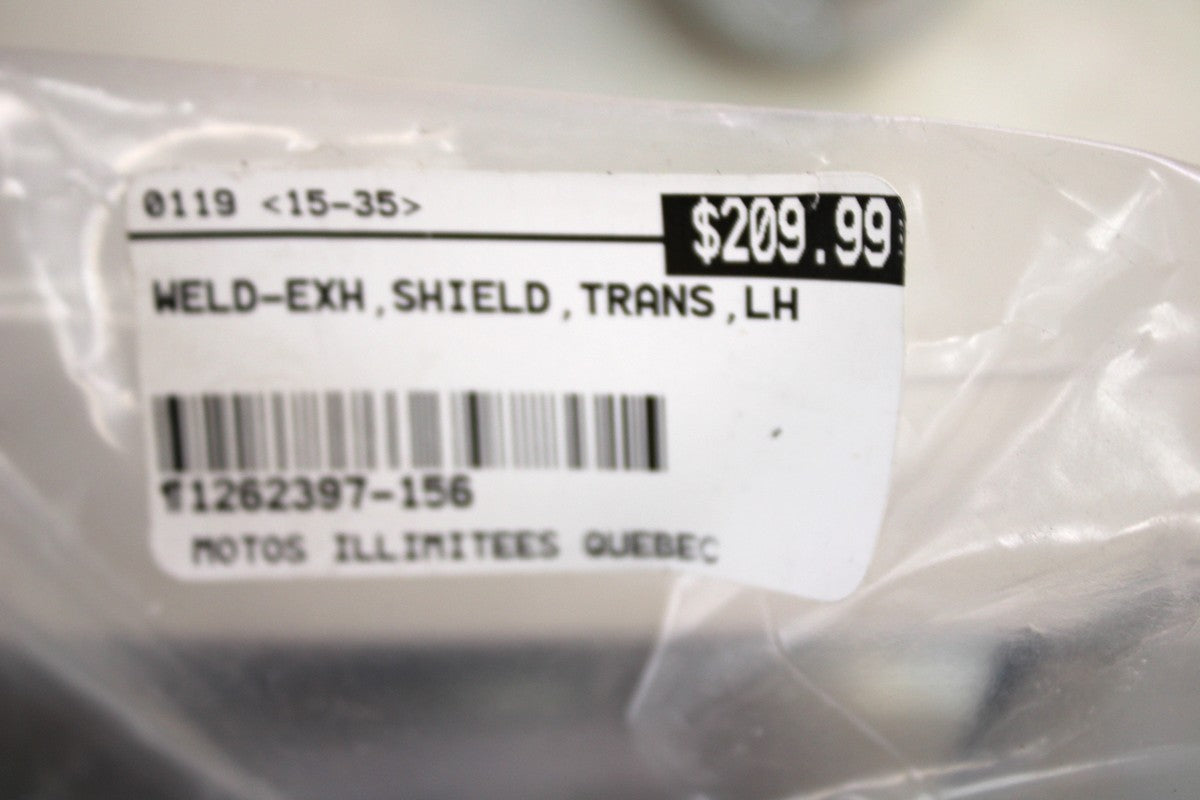 0119 <15-35>
$209.99
WELD-EXH,SHIELD,TRANS,LH
¶1262397-156
MOTOS ILLIMITEES QUEBEC